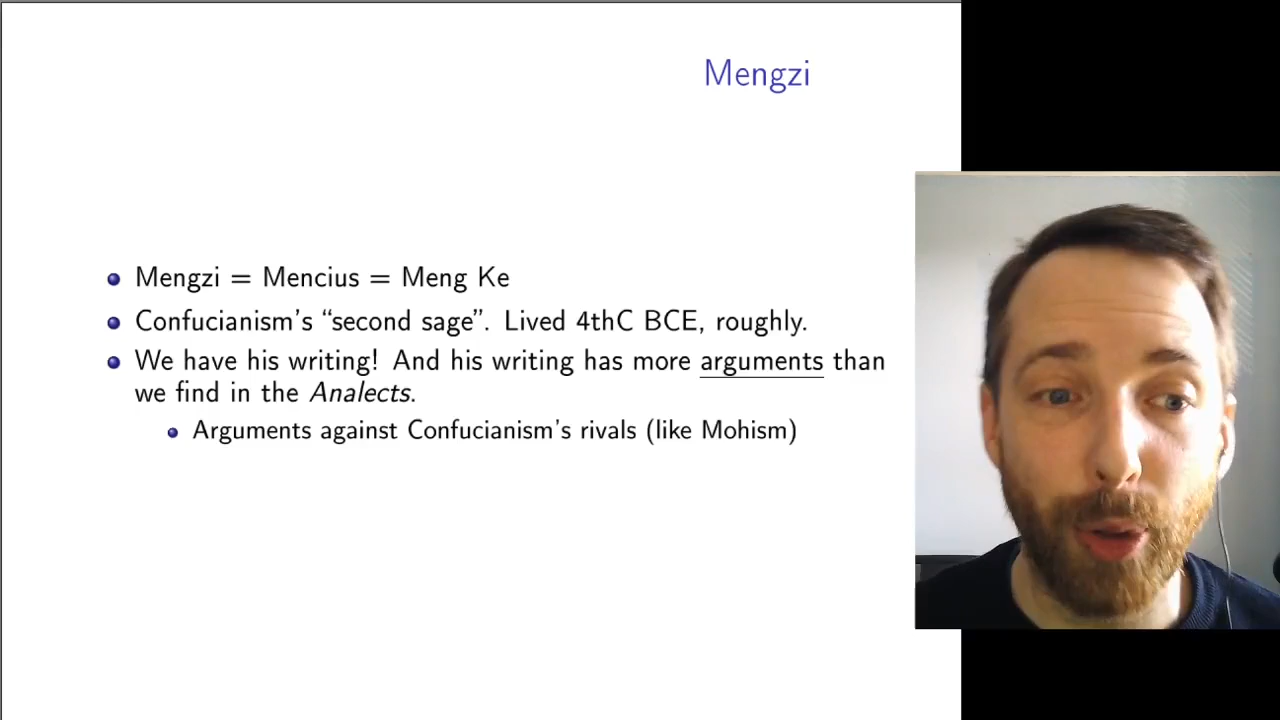 Mengzi
Mengzi = Mencius = Meng Ke
Confucianism's “second sage”. Lived 4thC BCE, roughly.
We have his writing! And his writing has more arguments than
we find in the Analects.
Arguments against Confucianism's rivals (like Mohism)